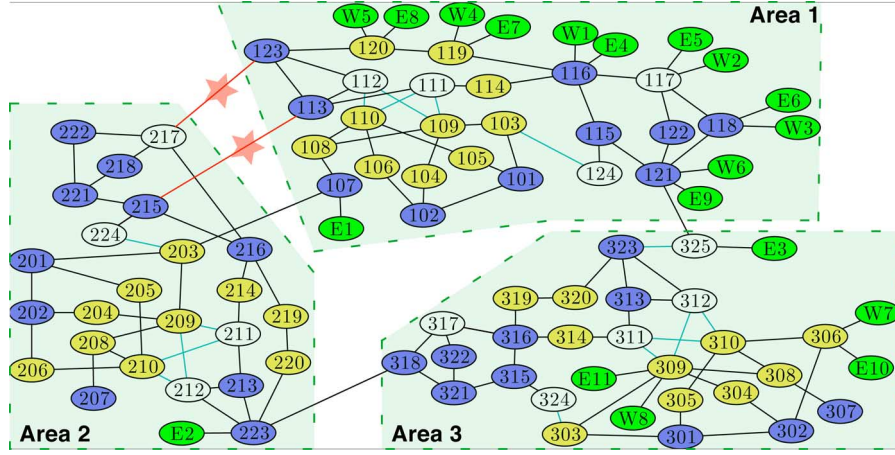 Area 1
W5 E8 W4 E7
W1 E4 E5 W2
123 120 119
116 117
112 111 114
E6 W3
113 110 109 103
115 122 118
108 106 105 104 101
124 121 W6 E9
107 102
E1
222 217
218
221 215
224 203 216
201 205 214
202 204 209 211 219
208
206 210 212 213 220
207
E2 223
Area 2
325 E3
323
319 320 313 312
317 316 314 311 310 306 W7
318 322 309 308 E10
E11
321 315 305 304
324 W8 307
303 301 302
Area 3